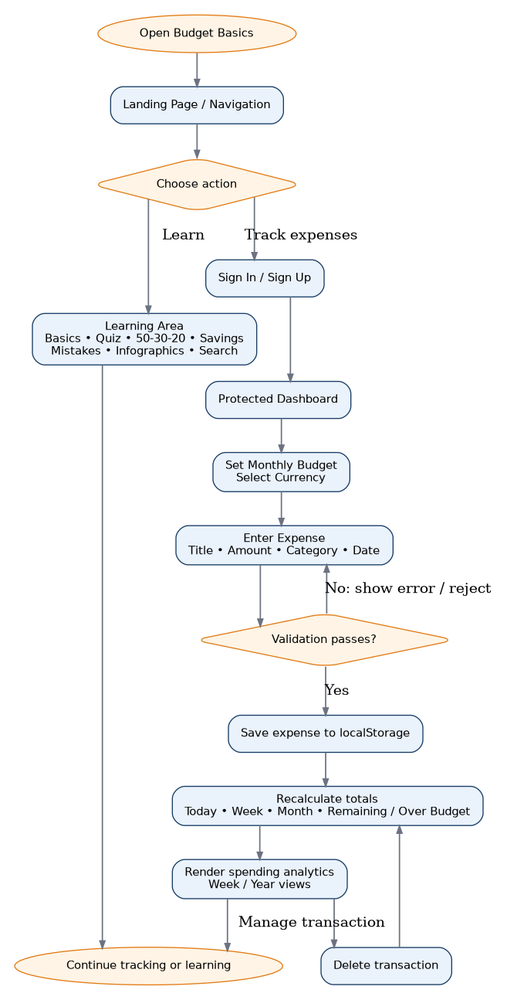 Open Budget Basics
Landing Page / Navigation
Choose action
Learn
Track expenses
Sign In / Sign Up
Learning Area
Basics • Quiz • 50-30-20 • Savings
Mistakes • Infographics • Search
Protected Dashboard
Set Monthly Budget
Select Currency
Enter Expense
Title • Amount • Category • Date
No: show error / reject
Validation passes?
Yes
Save expense to localStorage
Recalculate totals
Today • Week • Month • Remaining / Over Budget
Render spending analytics
Week / Year views
Manage transaction
Continue tracking or learning
Delete transaction